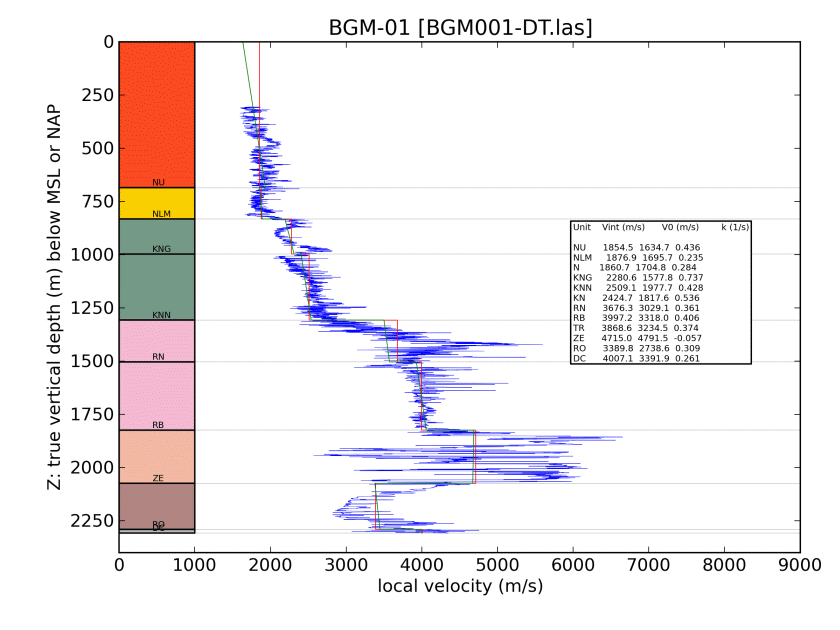 BGM-01 [BGM001-DT.las]
Z: true vertical depth (m) below MSL or NAP
0
250
500
750
1000
1250
1500
1750
2000
2250
NU
NLM
KNG
KNN
RN
RB
ZE
RO
DC
Unit Vint (m/s) V0 (m/s) k (1/s)
NU 1854.5 1634.7 0.436
NLM 1876.9 1695.7 0.235
N 1860.7 1704.8 0.284
KNG 2280.6 1577.8 0.737
KNN 2509.1 1977.7 0.428
KN 2424.7 1817.6 0.536
RN 3676.3 3029.1 0.361
RB 3997.2 3318.0 0.406
TR 3868.6 3234.5 0.374
ZE 4715.0 4791.5 -0.057
RO 3389.8 2738.6 0.309
DC 4007.1 3391.9 0.261
0 1000 2000 3000 4000 5000 6000 7000 8000 9000
local velocity (m/s)